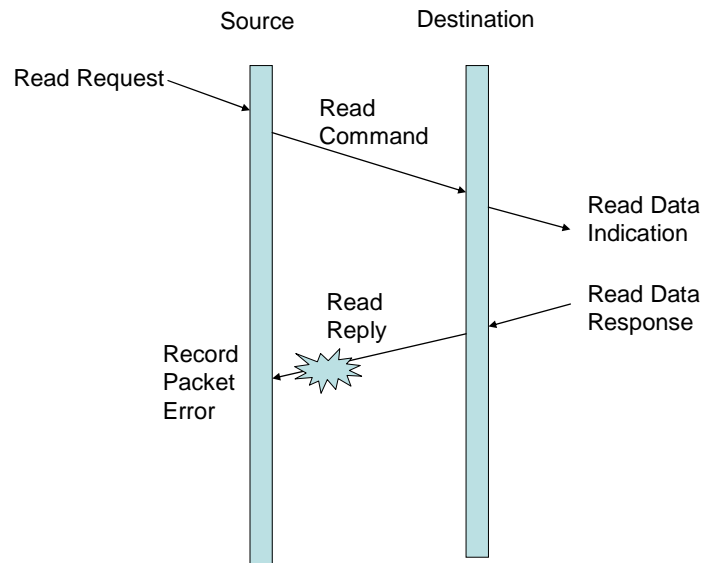 Source
Destination
Read Request
Read
Command
Read Data
Indication
Read Data
Response
Read
Reply
Record
Packet
Error